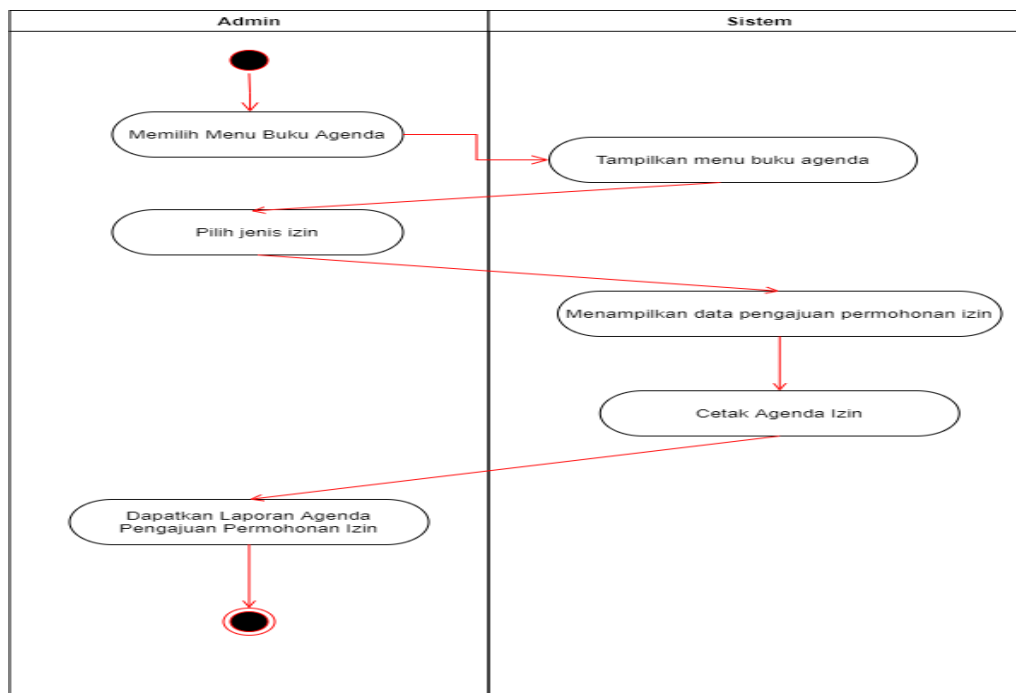 Admin
Sistem
Memilih Menu Buku Agenda
Tampilkan menu buku agenda
Pilih jenis izin
Menampilkan data pengajuan permohonan izin
Cetak Agenda Izin
Dapatkan Laporan Agenda
Pengajuan Permohonan Izin